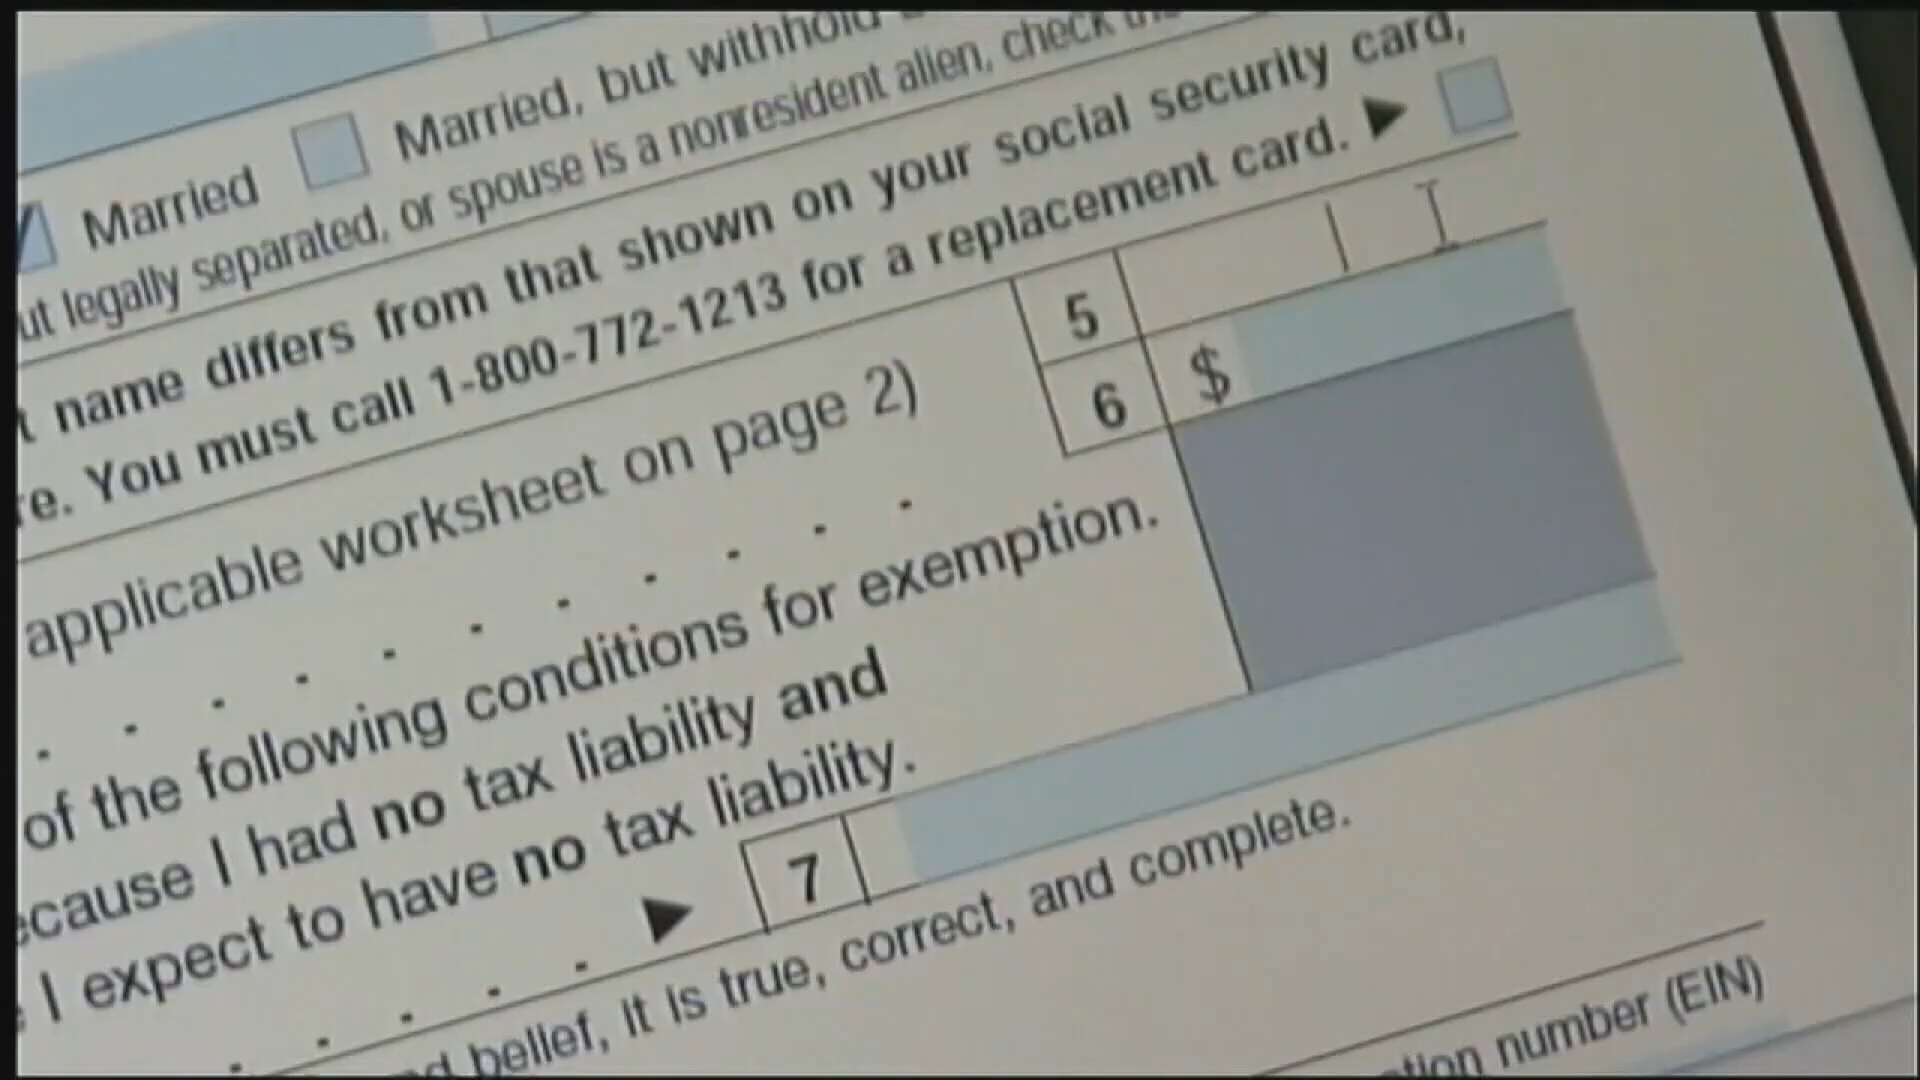 Married Married, but withhold
ut legally separated, or spouse is a nonresident alien, check
name differs from that shown on your social security card,
re. You must call 1-800-772-1213 for a replacement card. ▶
5
applicable worksheet on page 2)
6 $
. . . . . . . . . . .
of the following conditions for exemption.
ecause I had no tax liability and
I expect to have no tax liability.
. . . . . ▶ 7
belief, it is true, correct, and complete.
tion number (EIN)